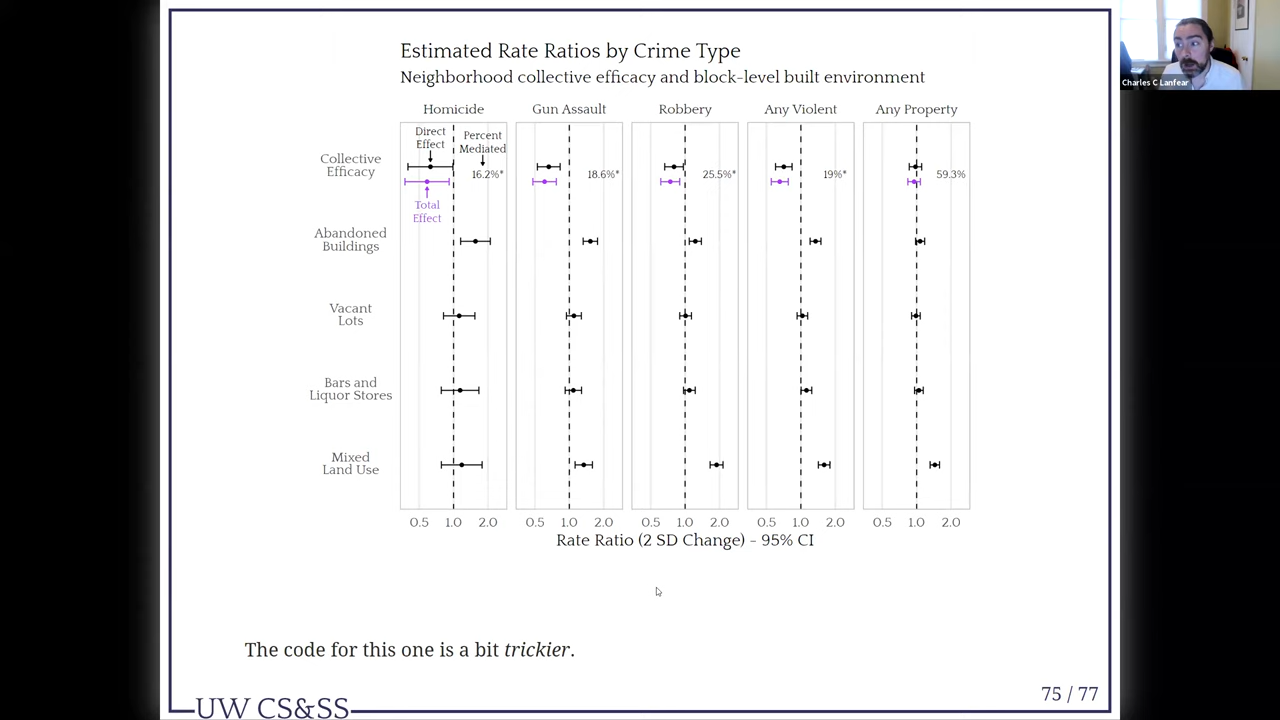 Estimated Rate Ratios by Crime Type
Neighborhood collective efficacy and block-level built environment
Homicide Gun Assault Robbery Any Violent Any Property
Direct
Effect
Percent
Mediated
Collective
Efficacy
16.2%* 18.6%* 25.5%* 19%* 59.3%
Total
Effect
Abandoned
Buildings
Vacant
Lots
Bars and
Liquor Stores
Mixed
Land Use
0.5 1.0 2.0 0.5 1.0 2.0 0.5 1.0 2.0 0.5 1.0 2.0 0.5 1.0 2.0
Rate Ratio (2 SD Change) - 95% CI
The code for this one is a bit trickier.
UW CS&SS
75 / 77
Charles C Lanfear